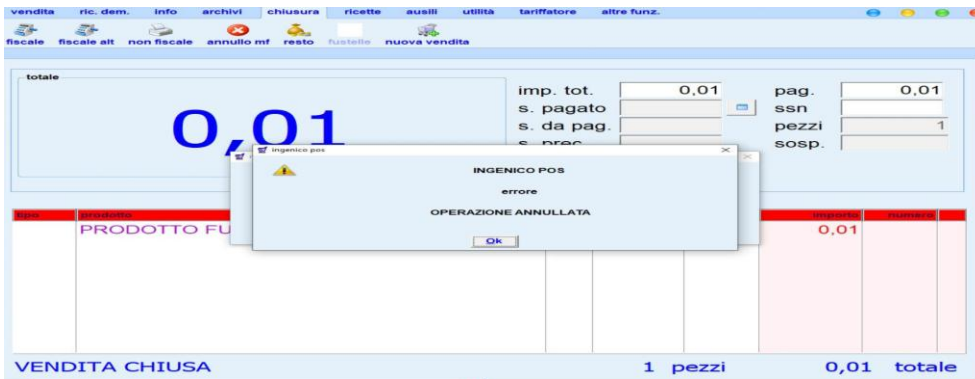 vendita ric. dem. info archivi chiusura ricette ausili utilità tariffatore altre funz.
fiscale fiscale alt non fiscale annullo mf resto fustelle nuova vendita
totale
0,01
imp. tot. 0,01 pag. 0,01
s. pagato ssn
s. da pag. pezzi 1
s. prec. sosp.
ingenico pos
INGENICO POS
errore
OPERAZIONE ANNULLATA
Ok
tipo prodotto importo numero
PRODOTTO FU 0,01
VENDITA CHIUSA 1 pezzi 0,01 totale